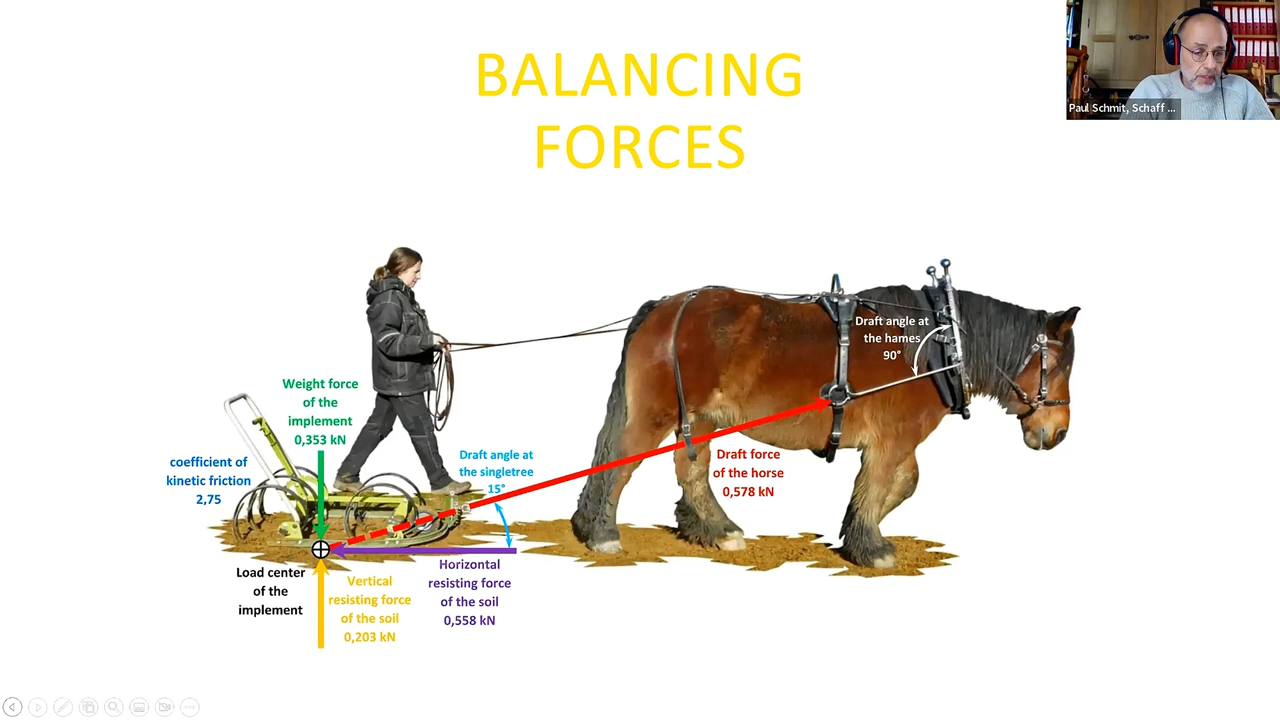 BALANCING
FORCES
Paul Schmit, Schaff ...
Draft angle at
the hames
90°
Weight force
of the
implement
0,353 kN
coefficient of
kinetic friction
2,75
Draft angle at
the singletree
15°
Draft force
of the horse
0,578 kN
Load center
of the
implement
Vertical
resisting force
of the soil
0,203 kN
Horizontal
resisting force
of the soil
0,558 kN